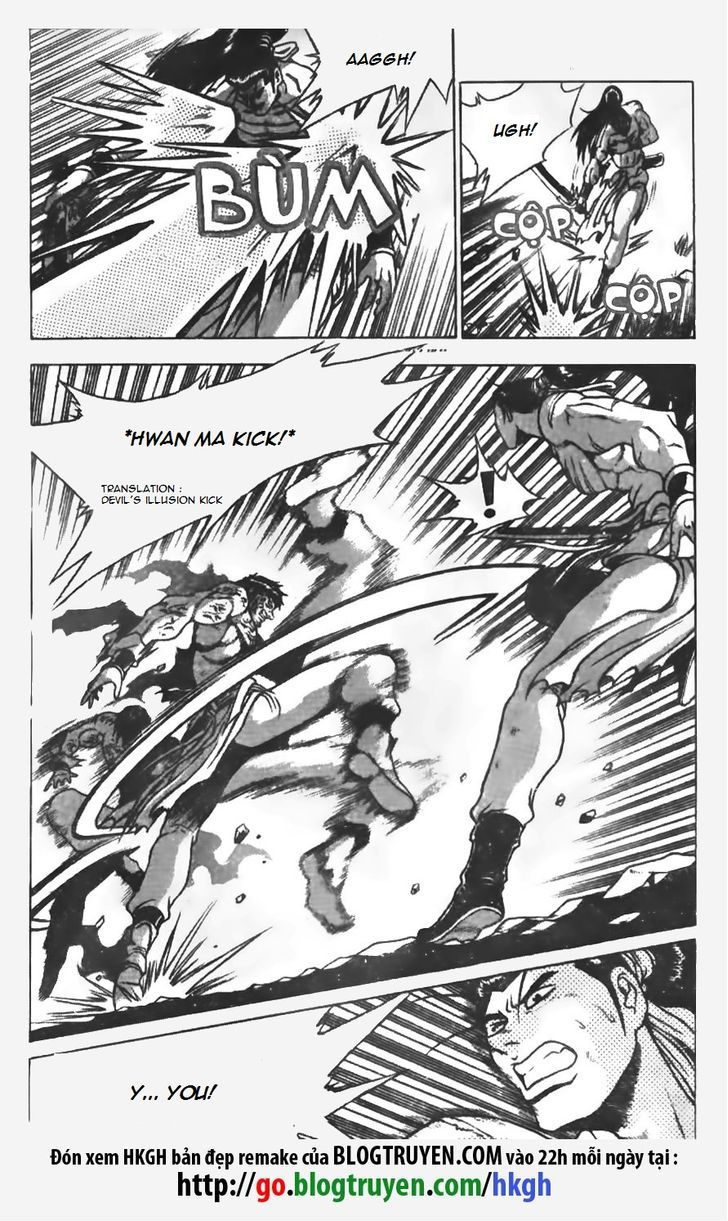 AAGGH!
BÙM
UGH!
CỘP
CỘP
*HWAN MA KICK!*
TRANSLATION :
DEVIL'S ILLUSION KICK
!
Y... YOU!
Đón xem HKGH bản đẹp remake của BLOGTRUYEN.COM vào 22h mỗi ngày tại :
http://go.blogtruyen.com/hkgh